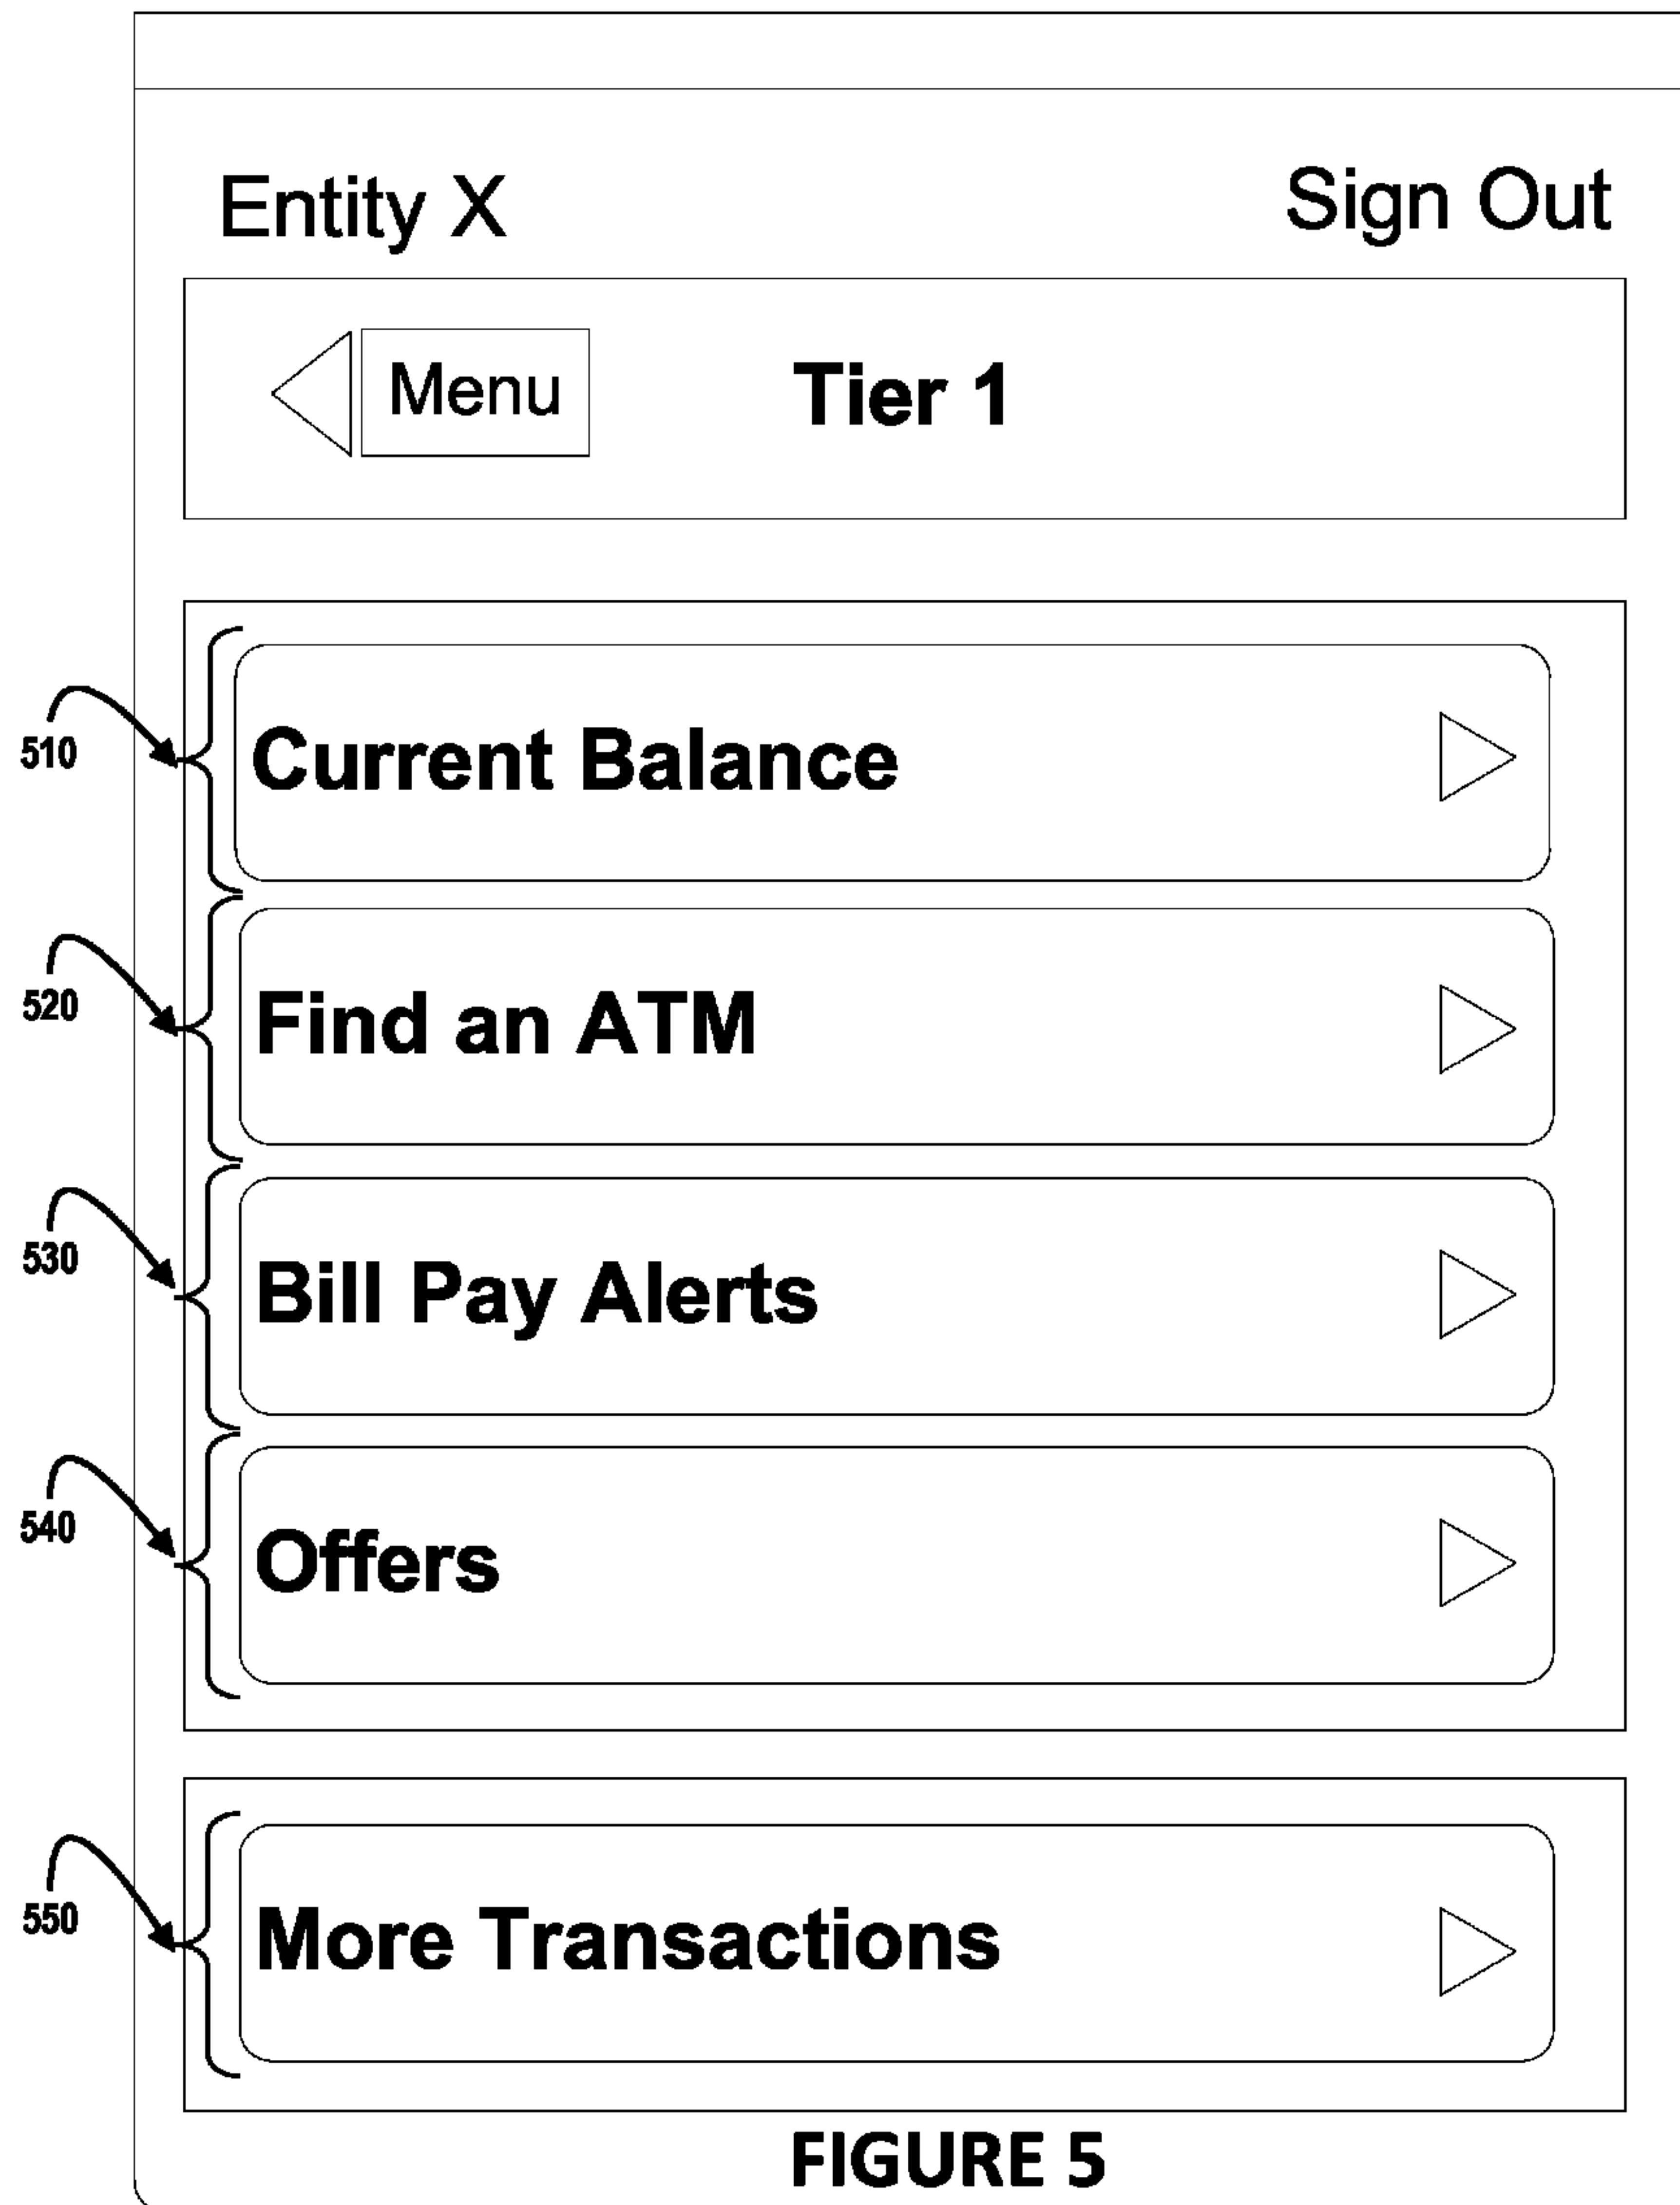 Entity X Sign Out
Menu Tier 1
510 Current Balance
520 Find an ATM
530 Bill Pay Alerts
540 Offers
550 More Transactions
FIGURE 5